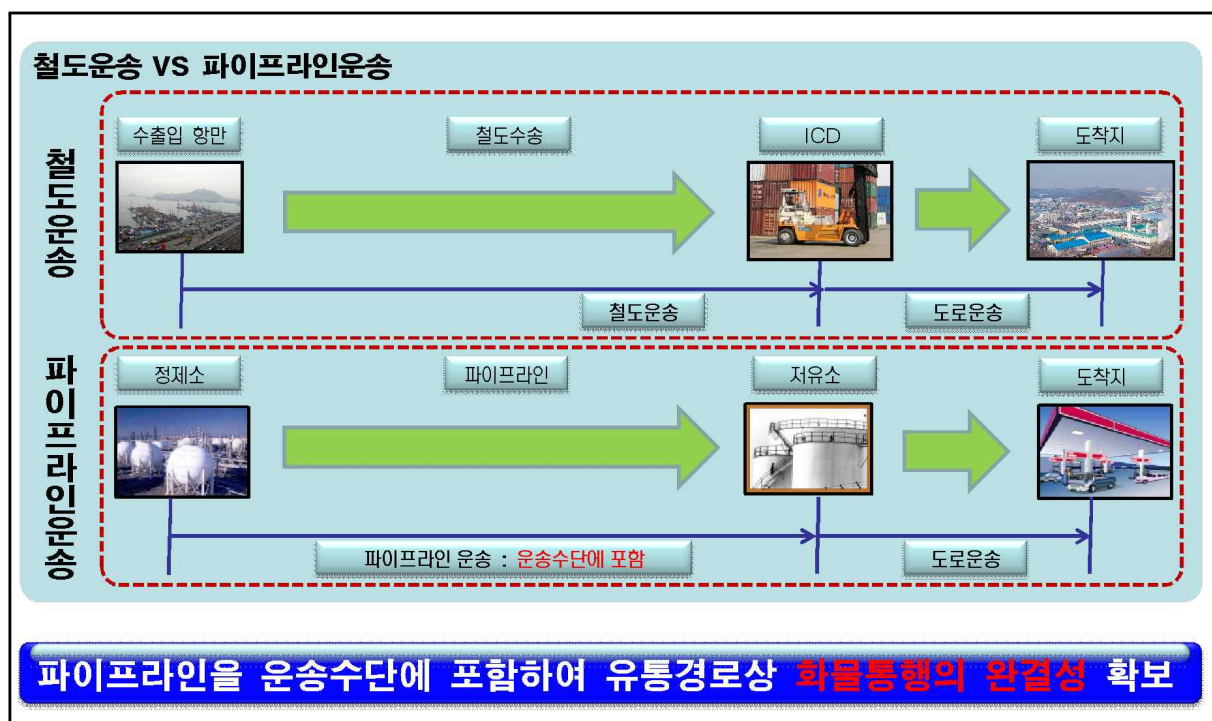 철도운송 VS 파이프라인운송
철도운송
수출입 항만
철도수송
ICD
도착지
철도운송
도로운송
파이프라인운송
정제소
파이프라인
저유소
도착지
파이프라인 운송 : 운송수단에 포함
도로운송
파이프라인을 운송수단에 포함하여 유통경로상 화물통행의 완결성 확보